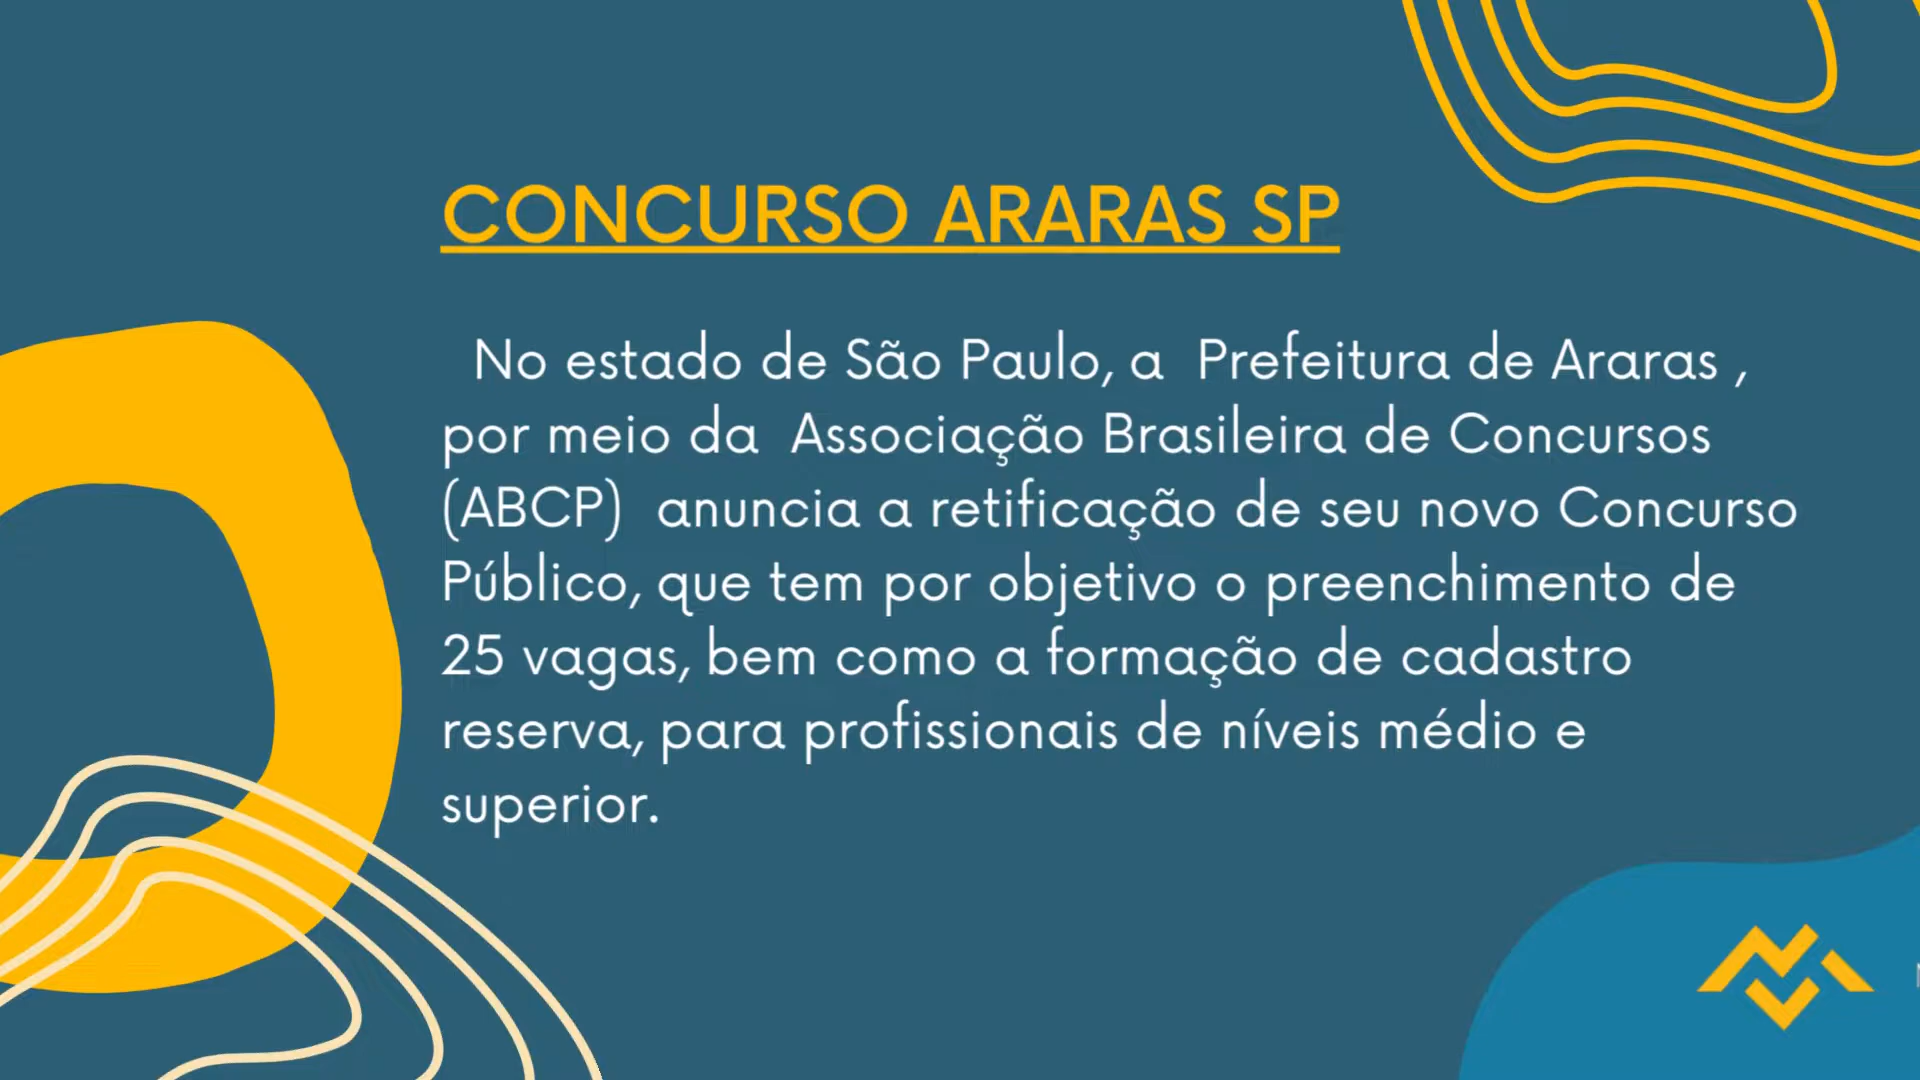 CONCURSO ARARAS SP
No estado de São Paulo, a Prefeitura de Araras ,
por meio da Associação Brasileira de Concursos
(ABCP) anuncia a retificação de seu novo Concurso
Público, que tem por objetivo o preenchimento de
25 vagas, bem como a formação de cadastro
reserva, para profissionais de níveis médio e
superior.